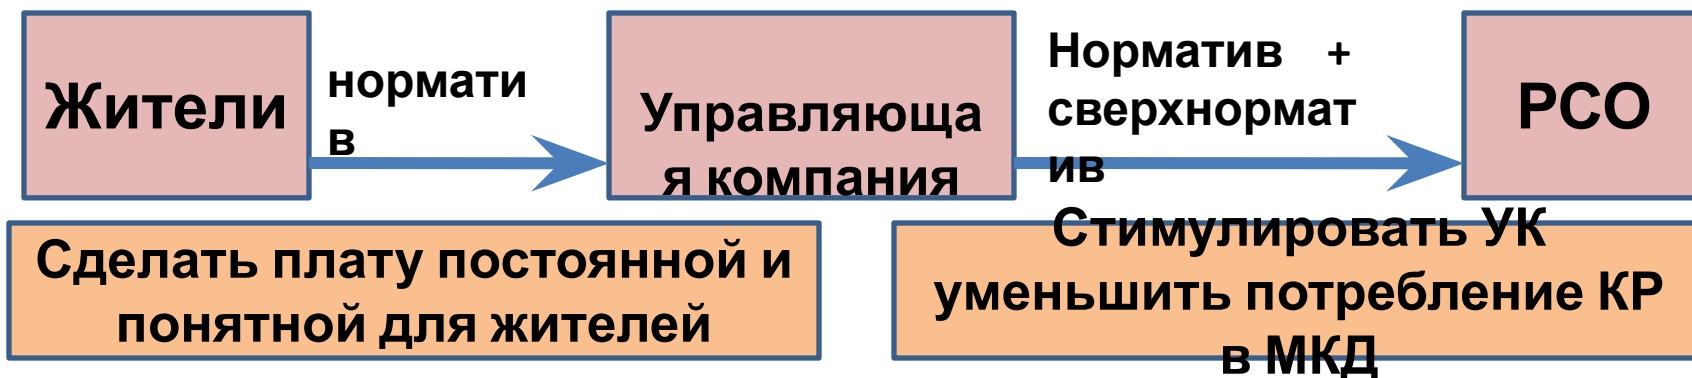 Жители
нормати
в
Управляюща
я компания
Норматив +
сверхнормат
ив
РСО
Сделать плату постоянной и
понятной для жителей
Стимулировать УК
уменьшить потребление КР
в МКД